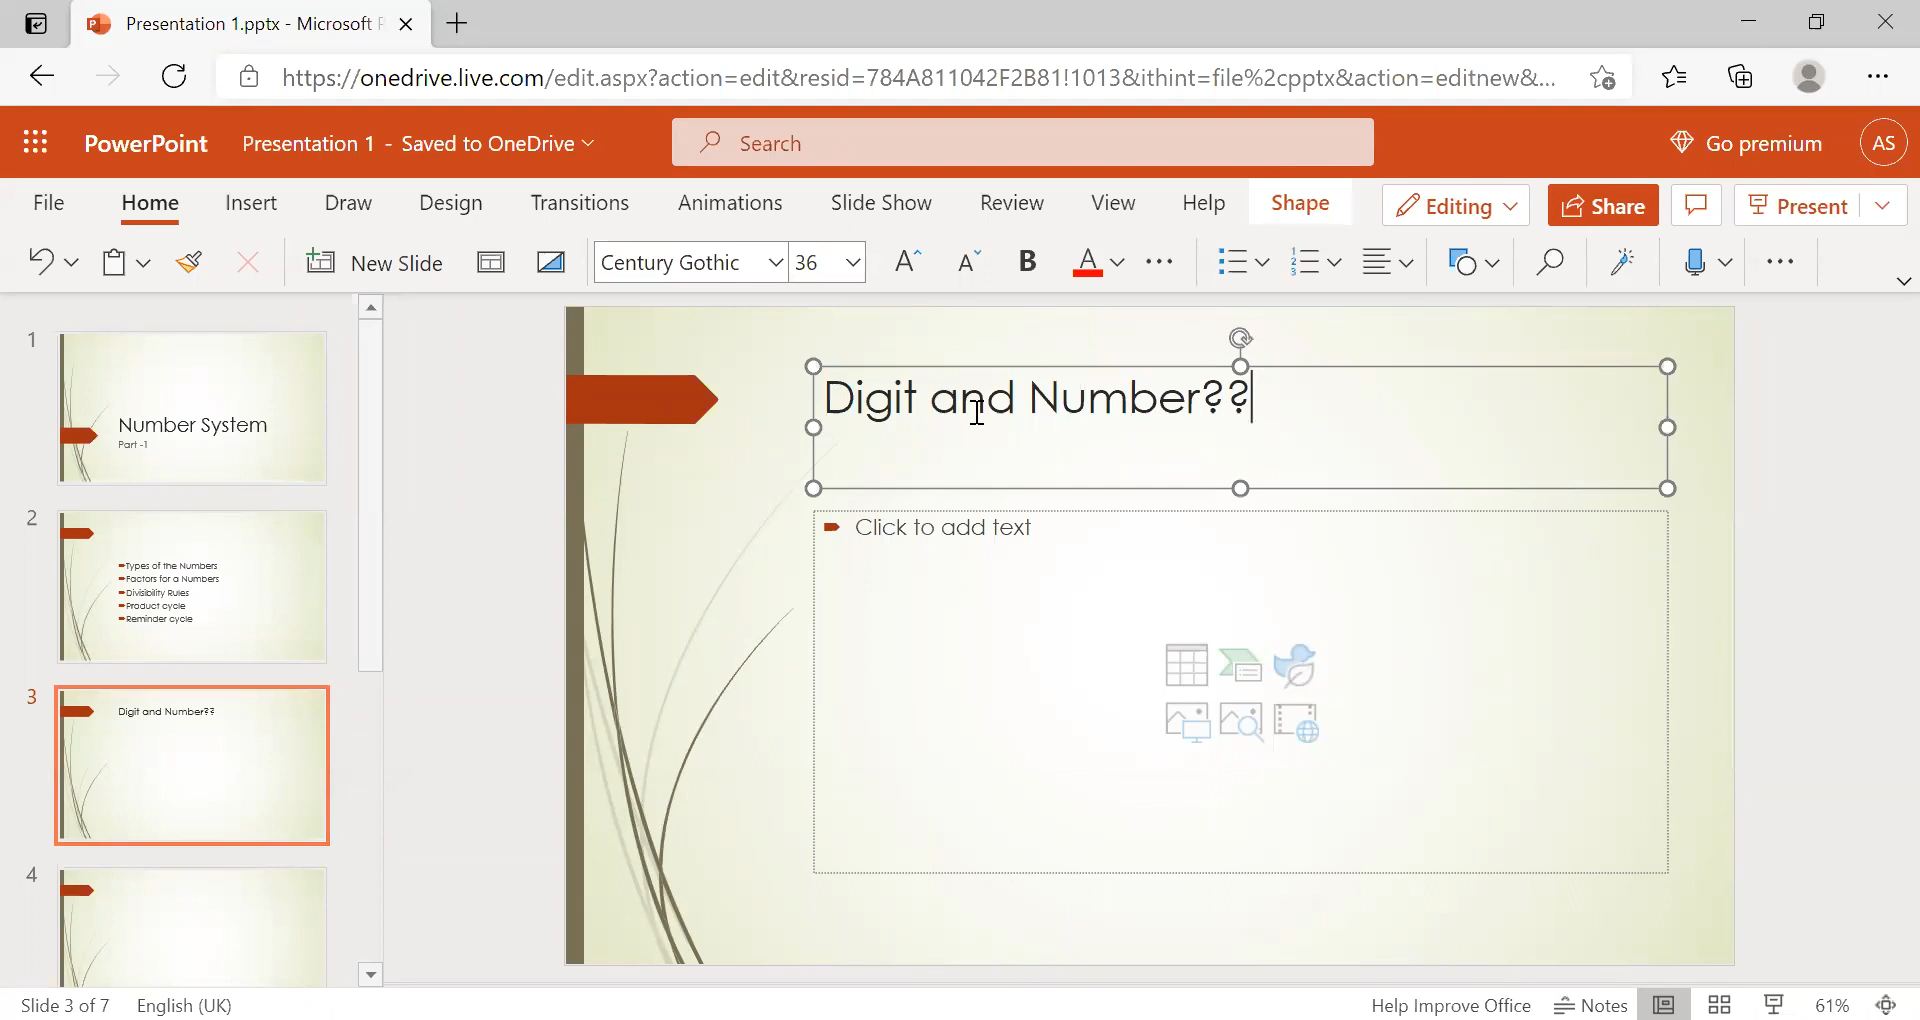 Presentation 1.pptx - Microsoft P
https://onedrive.live.com/edit.aspx?action=edit&resid=784A811042F2B81!1013&ithint=file%2cpptx&action=editnew&...
PowerPoint Presentation 1 - Saved to OneDrive Search Go premium AS
File Home Insert Draw Design Transitions Animations Slide Show Review View Help Shape Editing Share Present
New Slide Century Gothic 36 A A B A
1
Number System
Part -1
2
Types of the Numbers
Factors for a Numbers
Divisibility Rules
Product cycle
Reminder cycle
3
Digit and Number??
4
Digit and Number??
Click to add text
Slide 3 of 7 English (UK) Help Improve Office Notes 61%